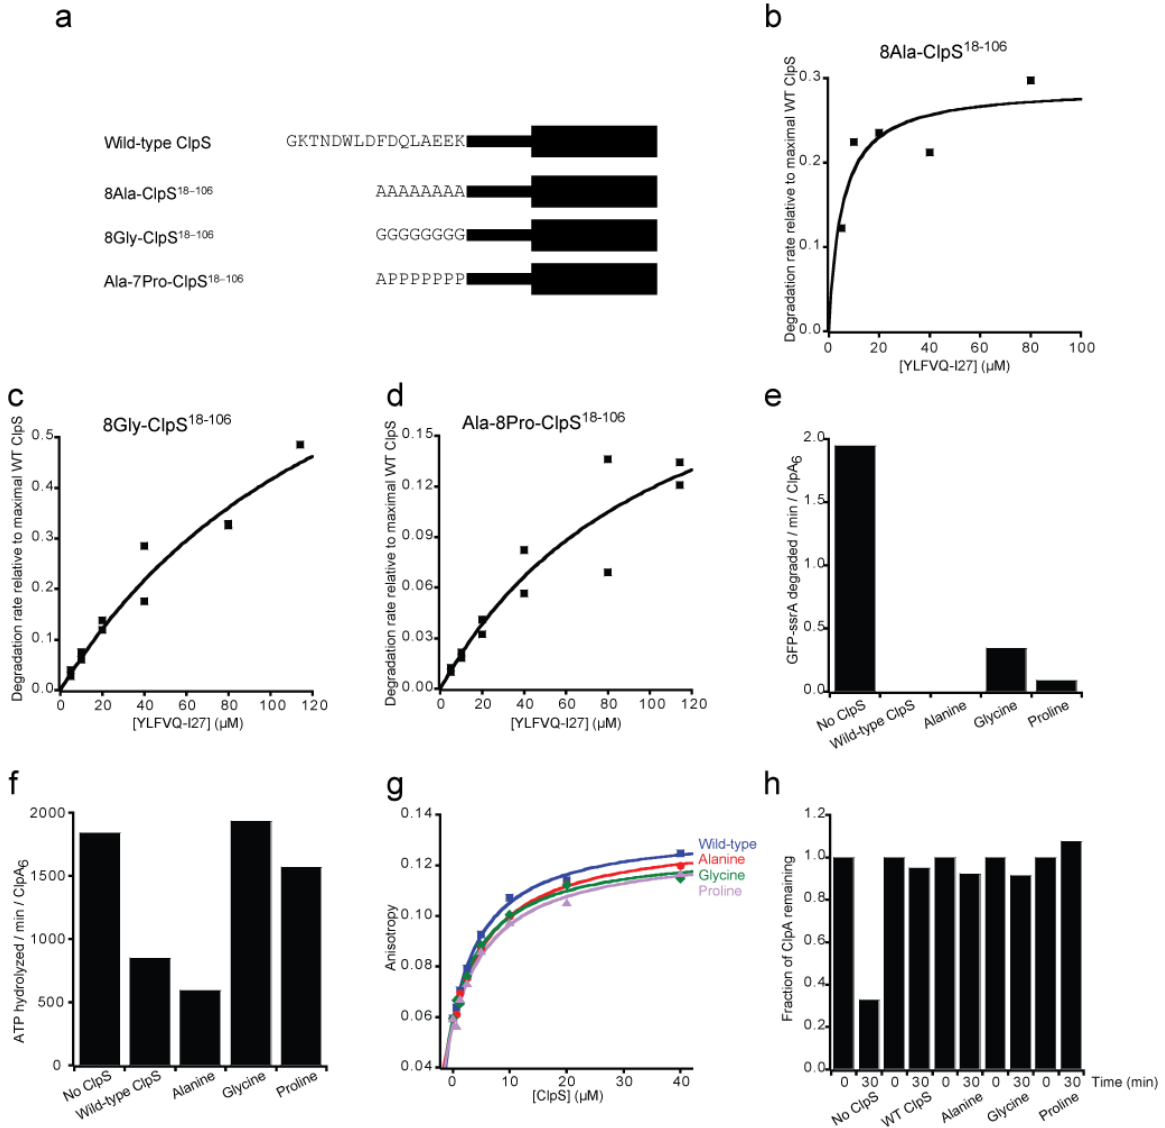 a
Wild-type ClpS GKTNDWLDFDQLAEEK
8Ala-ClpS18–106 AAAAAAAA
8Gly-ClpS18–106 GGGGGGGG
Ala-7Pro-ClpS18–106 APPPPPPP
b
8Ala-ClpS18-106
Degradation rate relative to maximal WT ClpS
0.3
0.2
0.1
0.0
0 20 40 60 80 100
[YLFVQ-I27] (µM)
c
8Gly-ClpS18-106
Degradation rate relative to maximal WT ClpS
0.5
0.4
0.3
0.2
0.1
0.0
0 20 40 60 80 100 120
[YLFVQ-I27] (µM)
d
Ala-8Pro-ClpS18-106
Degradation rate relative to maximal WT ClpS
0.15
0.12
0.09
0.06
0.03
0.00
0 20 40 60 80 100 120
[YLFVQ-I27] (µM)
e
GFP-ssrA degraded / min / ClpA6
2.0
1.5
1.0
0.5
0.0
No ClpS
Wild-type ClpS
Alanine
Glycine
Proline
f
ATP hydrolyzed / min / ClpA6
2000
1500
1000
500
0
No ClpS
Wild-type ClpS
Alanine
Glycine
Proline
g
Anisotropy
0.14
0.12
0.10
0.08
0.06
0.04
Wild-type
Alanine
Glycine
Proline
0 10 20 30 40
[ClpS] (µM)
h
Fraction of ClpA remaining
1.2
1.0
0.8
0.6
0.4
0.2
0.0
0 30 0 30 0 30 0 30 0 30 Time (min)
No ClpS
WT ClpS
Alanine
Glycine
Proline